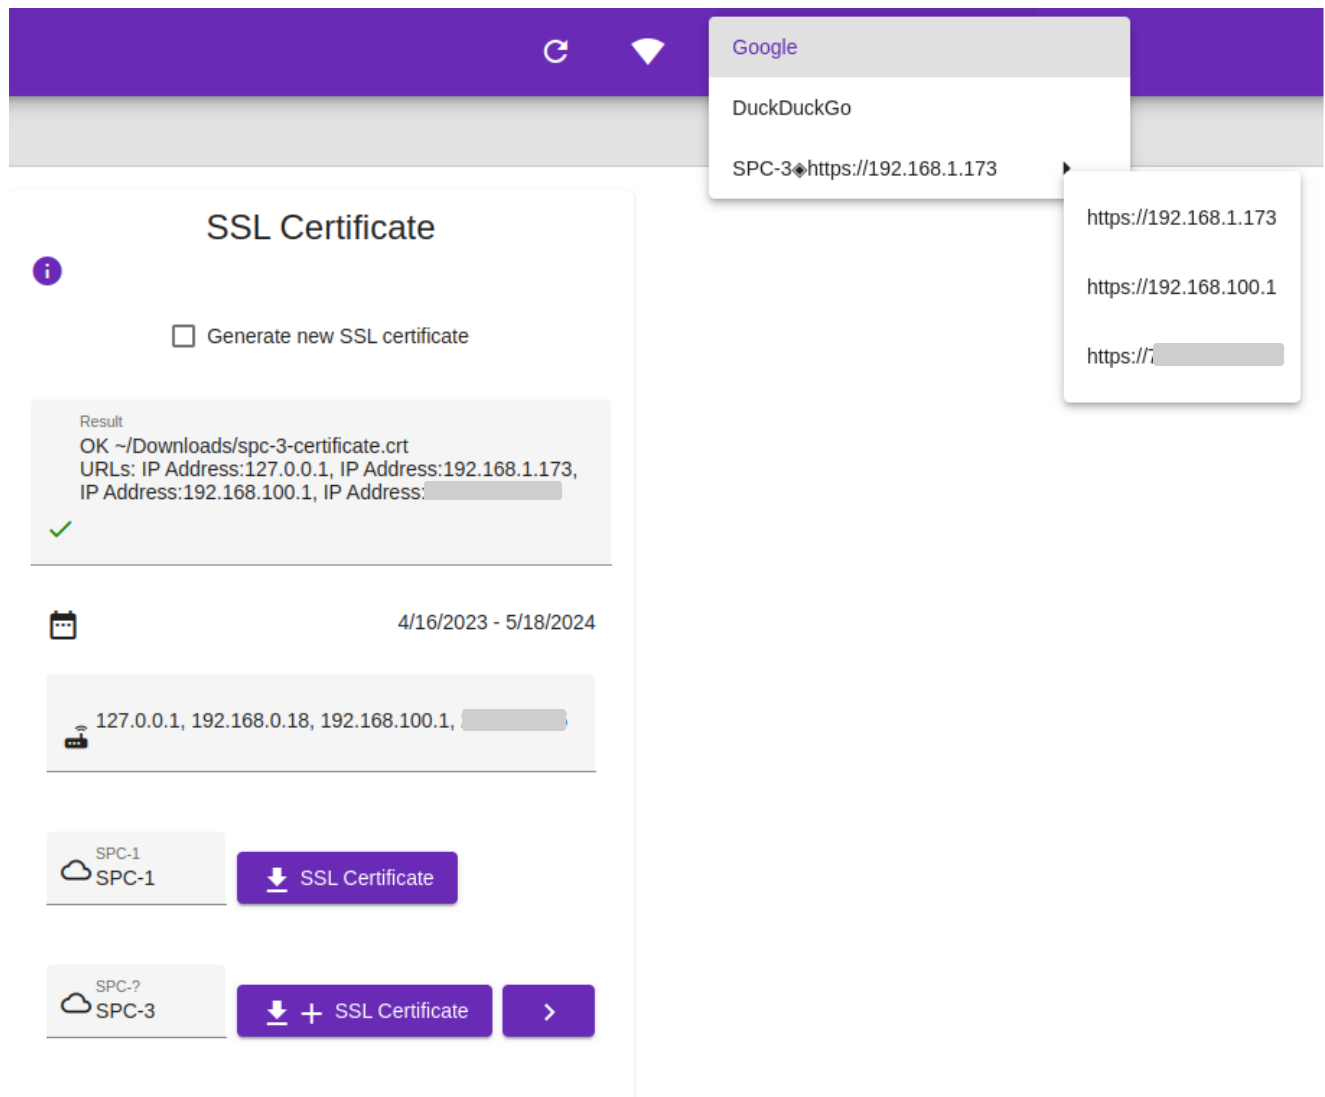 Google
DuckDuckGo
SPC-3◈https://192.168.1.173
https://192.168.1.173
https://192.168.100.1
https://7
SSL Certificate
Generate new SSL certificate
Result
OK ~/Downloads/spc-3-certificate.crt
URLs: IP Address:127.0.0.1, IP Address:192.168.1.173,
IP Address:192.168.100.1, IP Address:
4/16/2023 - 5/18/2024
127.0.0.1, 192.168.0.18, 192.168.100.1,
SPC-1
SPC-1
SSL Certificate
SPC-?
SPC-3
SSL Certificate